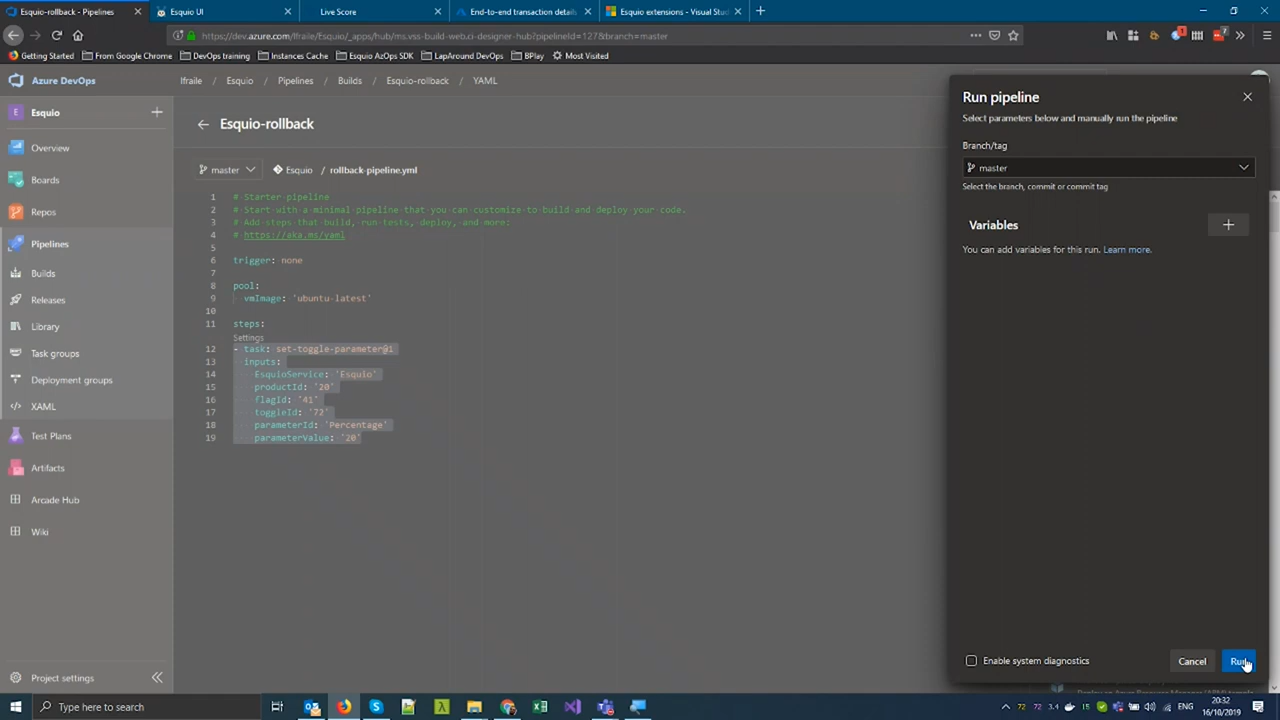 Esquio-rollback - Pipelines
Esquio UI
Live Score
End-to-end transaction details
Esquio extensions - Visual Stud
https://dev.azure.com/lfraile/Esquio/_apps/hub/ms.vss-build-web.ci-designer-hub?pipelineId=127&branch=master
Getting Started
From Google Chrome
DevOps training
Instances Cache
Esquio AzOps SDK
LapAround DevOps
BPlay
Most Visited
Azure DevOps
lfraile / Esquio / Pipelines / Builds / Esquio-rollback / YAML
E Esquio
Overview
Boards
Repos
Pipelines
Builds
Releases
Library
Task groups
Deployment groups
XAML
Test Plans
Artifacts
Arcade Hub
Wiki
Project settings
Esquio-rollback
master
Esquio / rollback-pipeline.yml
1 # Starter pipeline
2 # Start with a minimal pipeline that you can customize to build and deploy your code.
3 # Add steps that build, run tests, deploy, and more:
4 # https://aka.ms/yaml
5
6 trigger: none
7
8 pool:
9 vmImage: 'ubuntu-latest'
10
11 steps:
Settings
12 - task: set-toggle-parameter@1
13 inputs:
14 EsquioService: 'Esquio'
15 productId: '20'
16 flagId: '41'
17 toggleId: '72'
18 parameterId: 'Percentage'
19 parameterValue: '20'
Run pipeline
Select parameters below and manually run the pipeline
Branch/tag
master
Select the branch, commit or commit tag
Variables
You can add variables for this run. Learn more.
Enable system diagnostics
Cancel
Run
Type here to search
72 72 3.4 15
ENG
20:32
16/10/2019